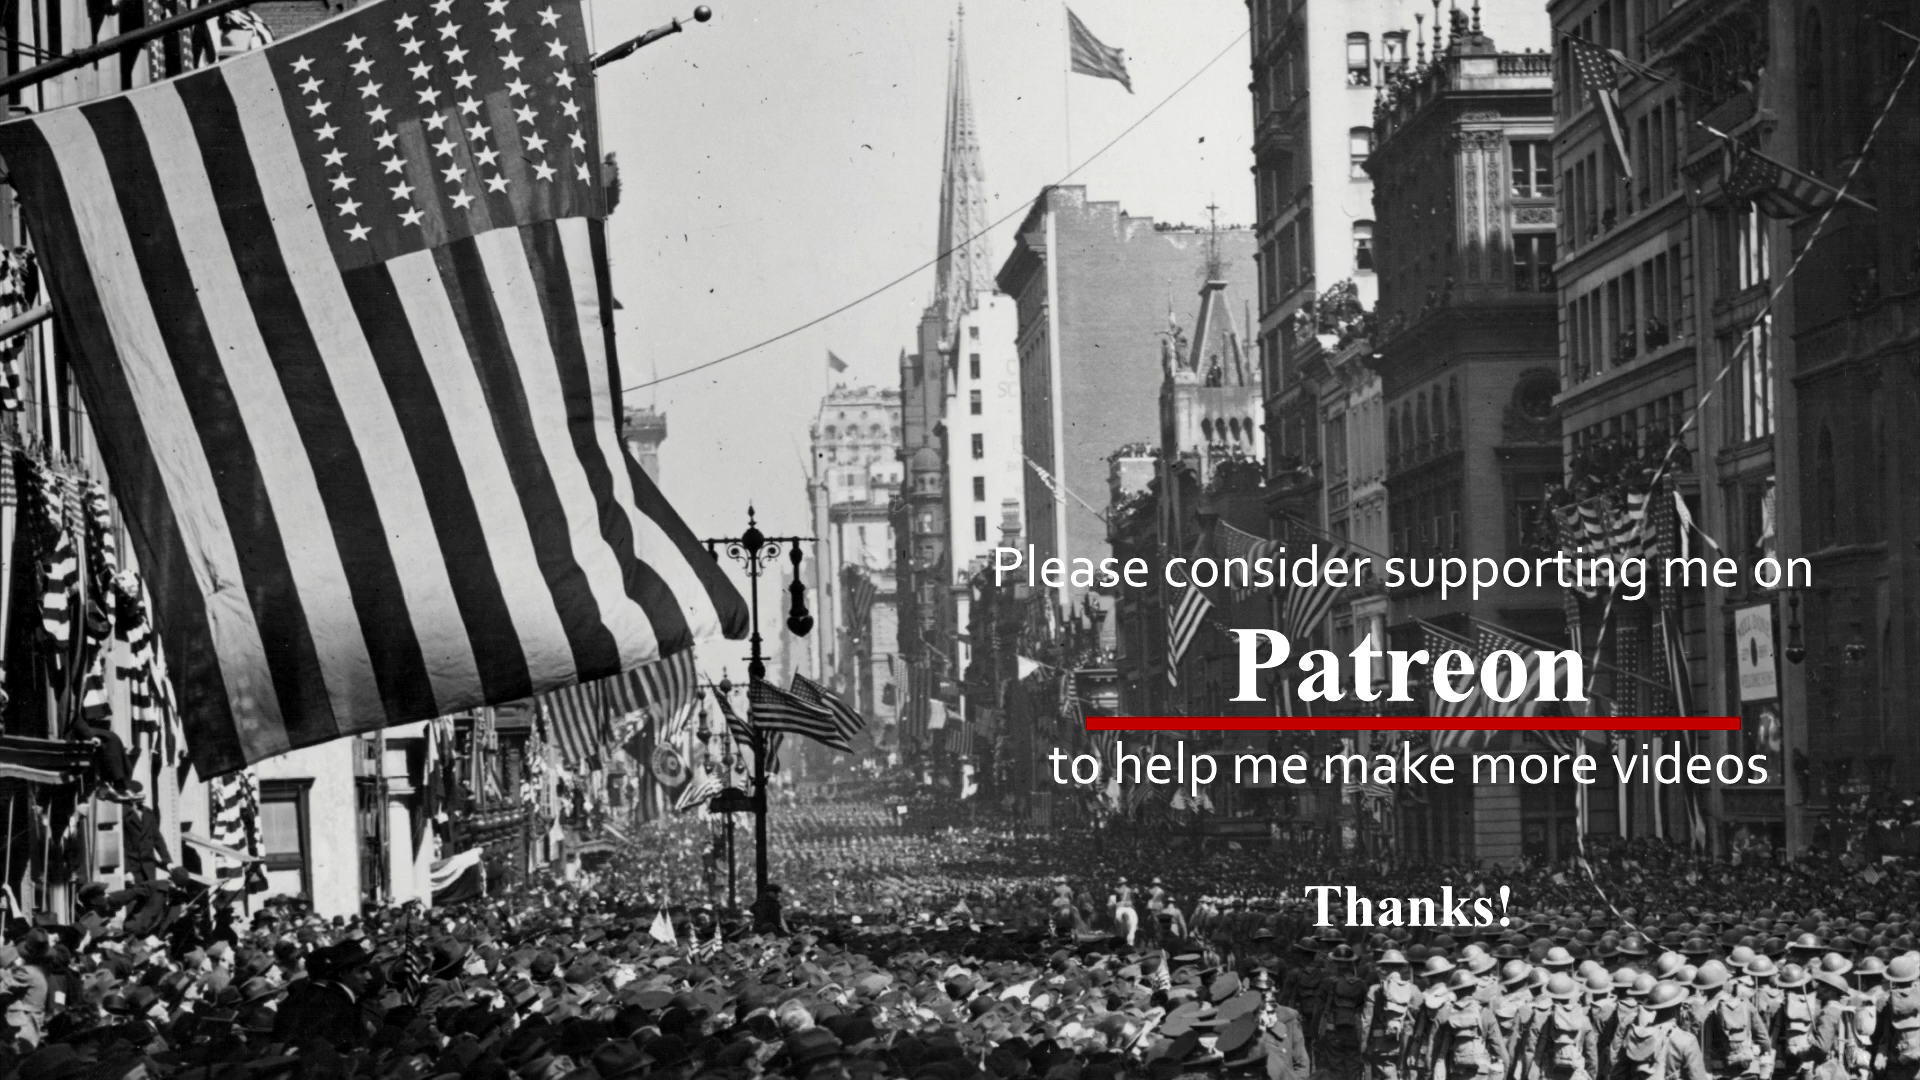 Please consider supporting me on
Patreon
to help me make more videos
Thanks!